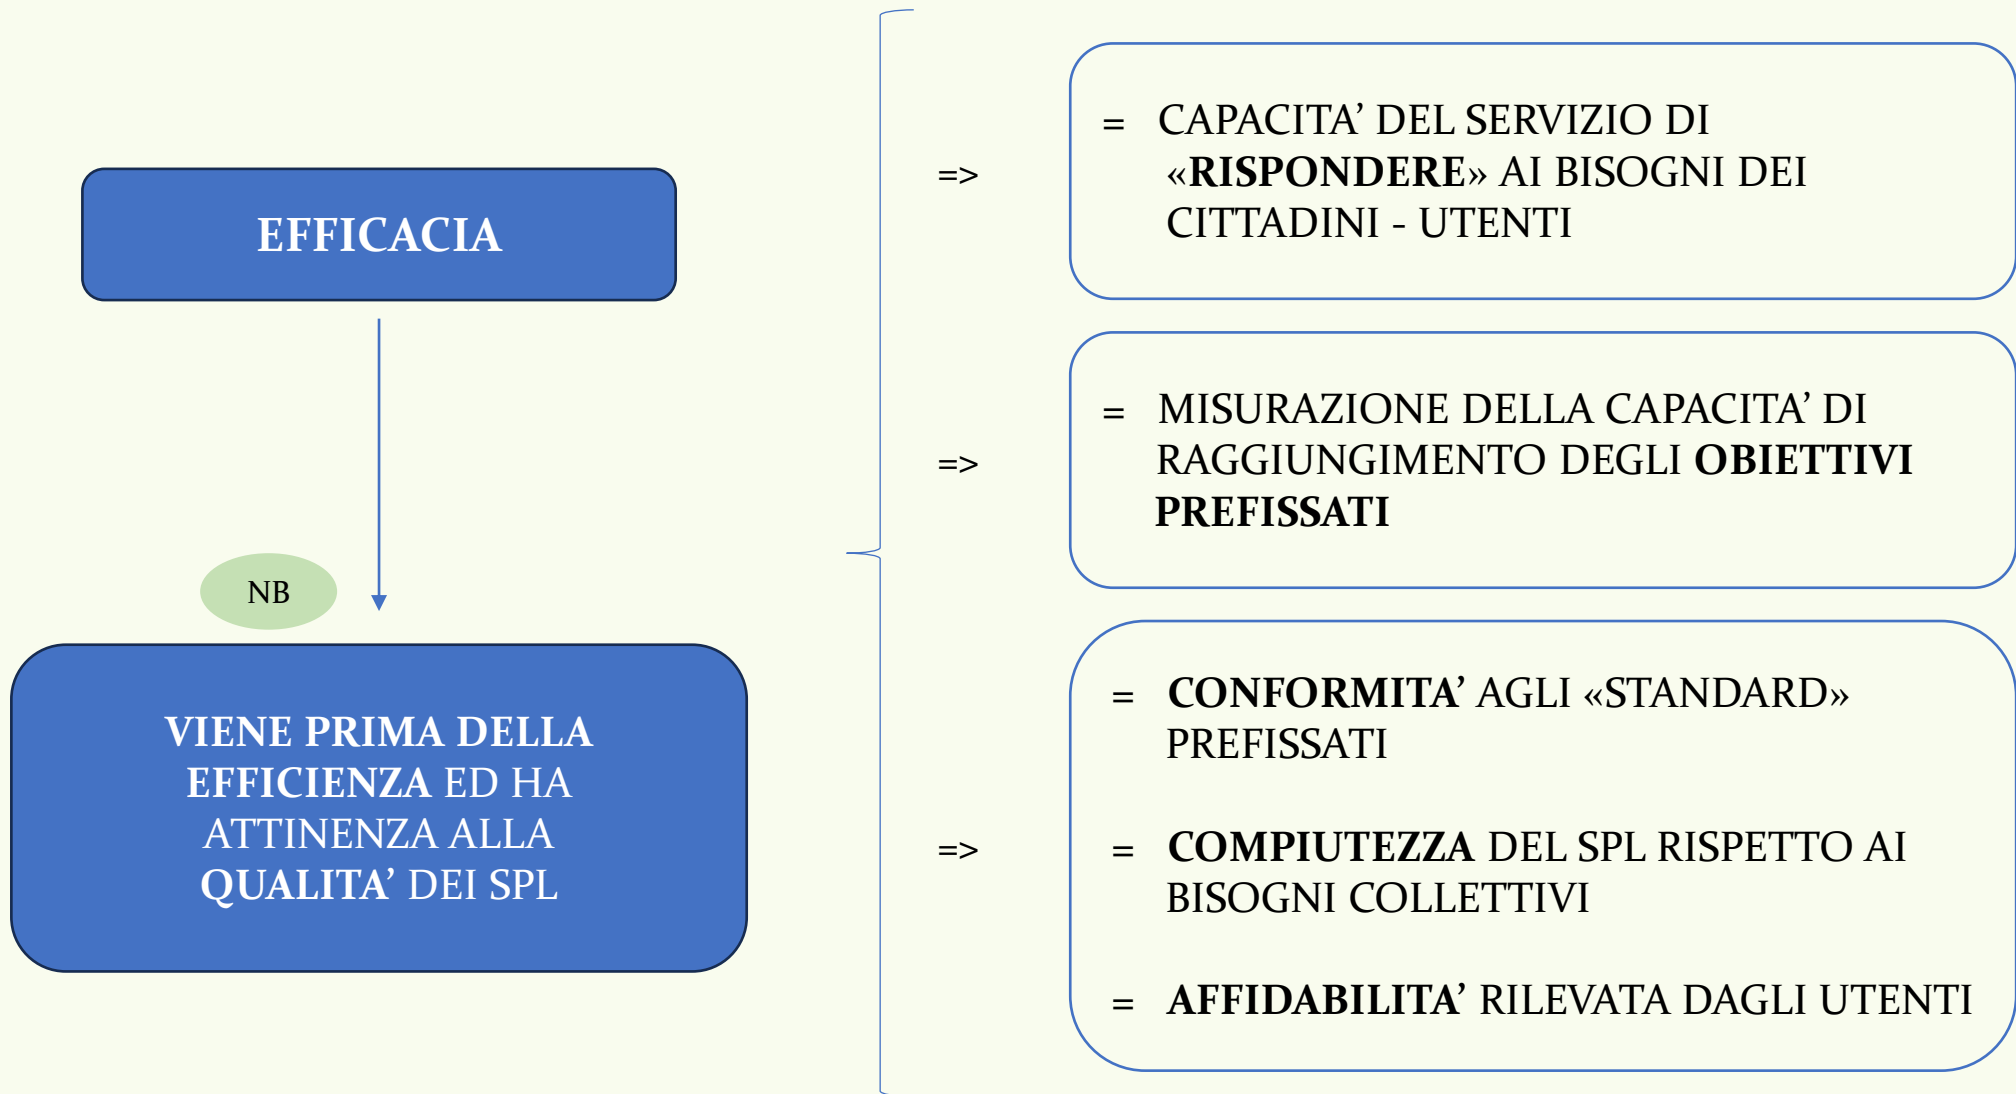 EFFICACIA
NB
VIENE PRIMA DELLA
EFFICIENZA ED HA
ATTINENZA ALLA
QUALITA’ DEI SPL
=>
= CAPACITA’ DEL SERVIZIO DI
«RISPONDERE» AI BISOGNI DEI
CITTADINI - UTENTI
=>
= MISURAZIONE DELLA CAPACITA’ DI
RAGGIUNGIMENTO DEGLI OBIETTIVI
PREFISSATI
=>
= CONFORMITA’ AGLI «STANDARD»
PREFISSATI
= COMPIUTEZZA DEL SPL RISPETTO AI
BISOGNI COLLETTIVI
= AFFIDABILITA’ RILEVATA DAGLI UTENTI